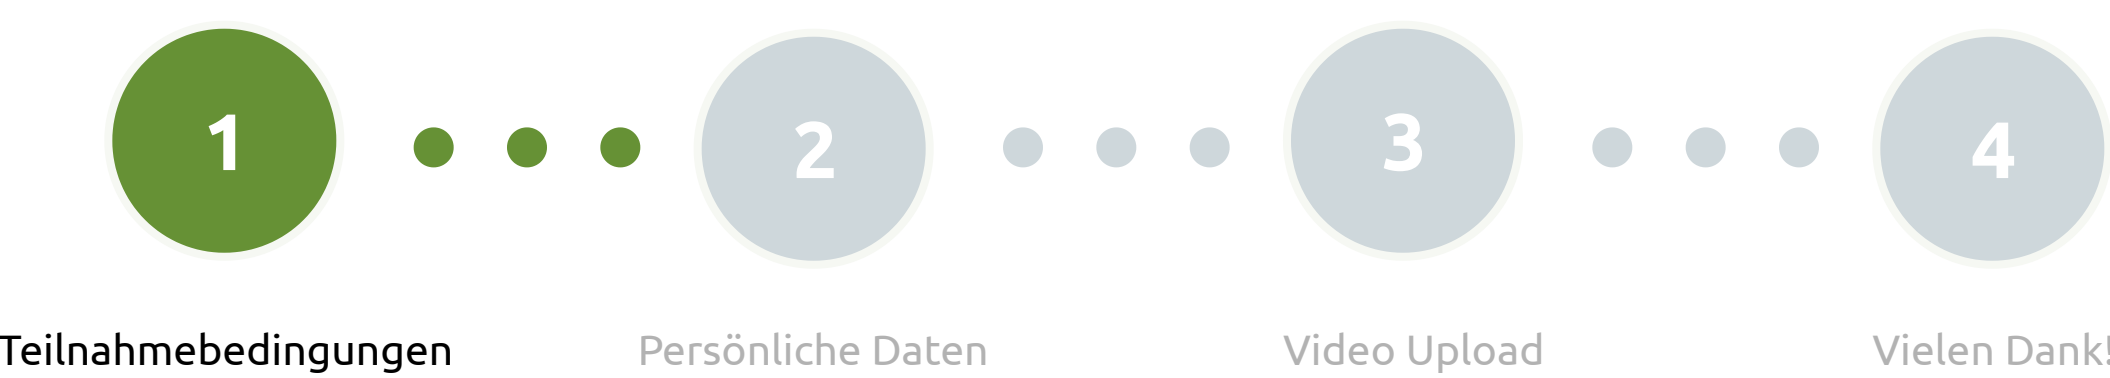 1 2 3 4
Teilnahmebedingungen Persönliche Daten Video Upload Vielen Dank!